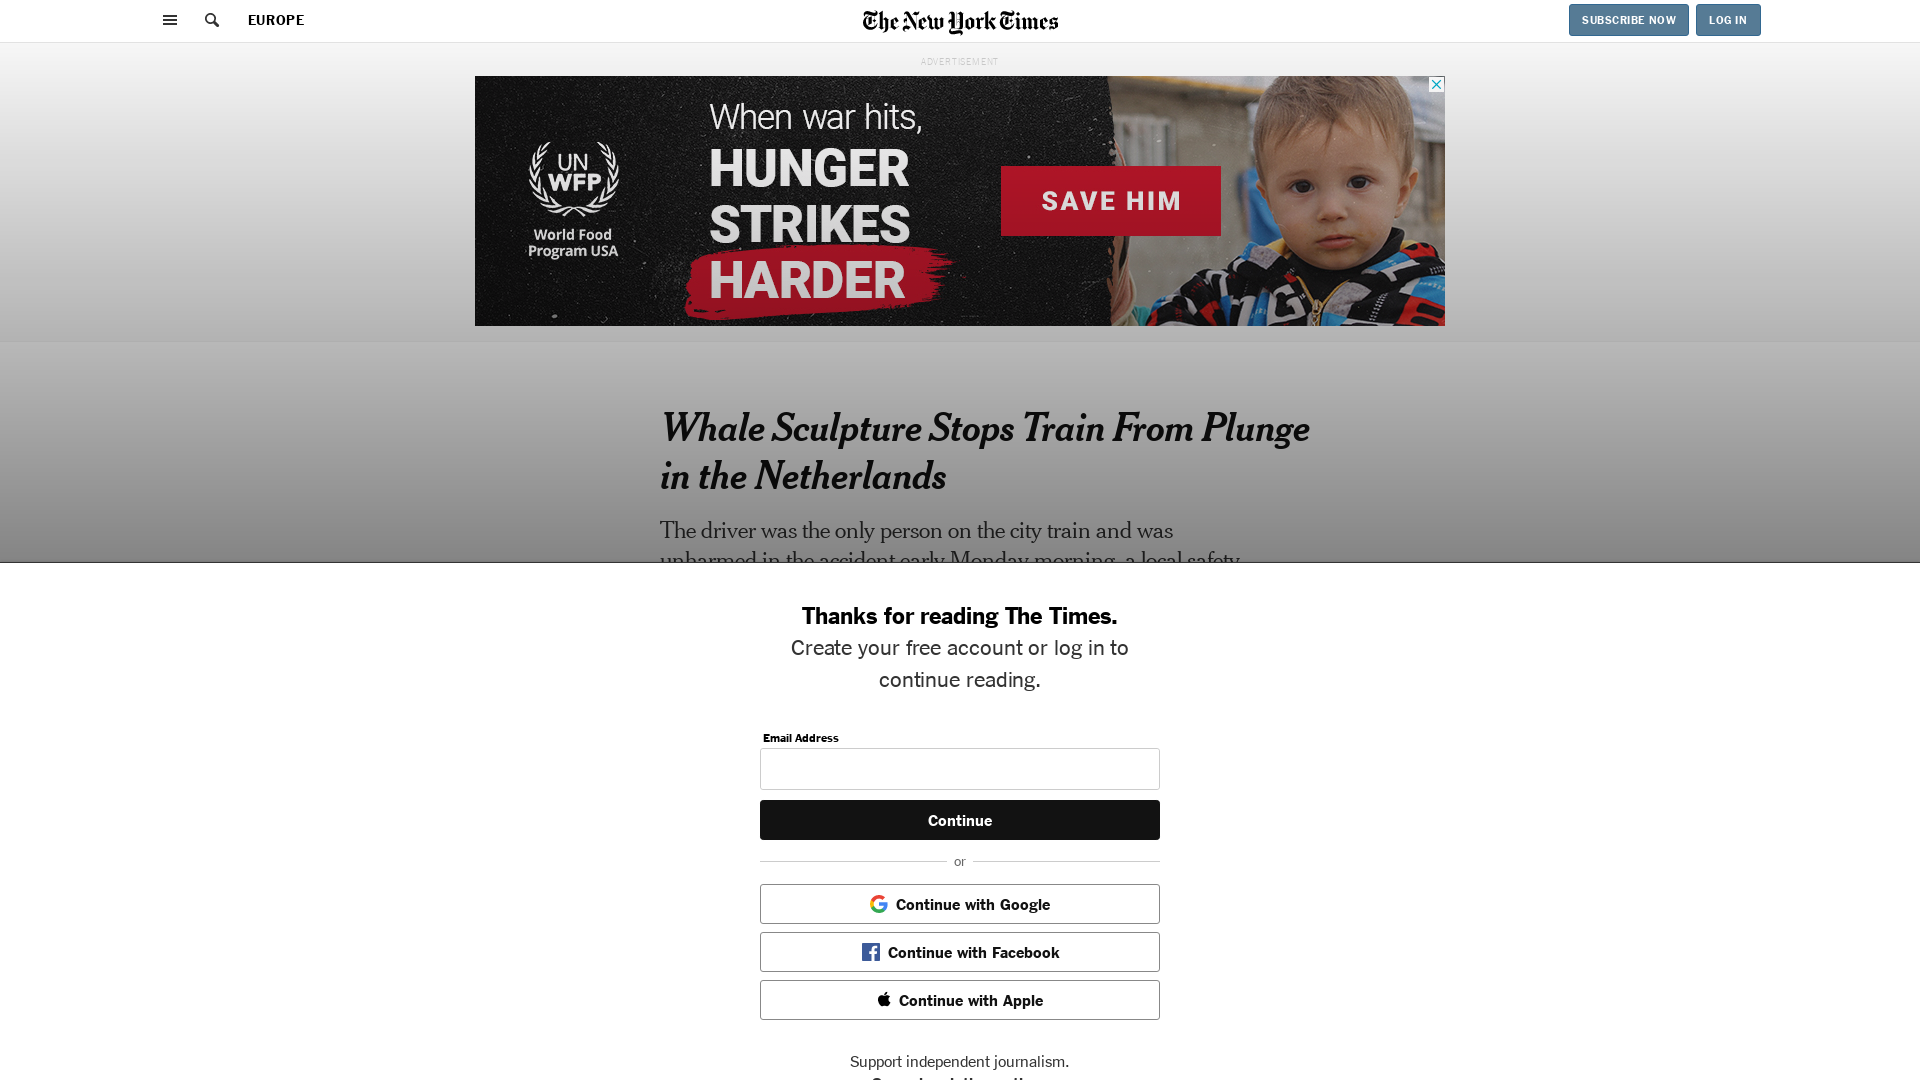 EUROPE
The New York Times
SUBSCRIBE NOW
LOG IN
ADVERTISEMENT
When war hits,
HUNGER
STRIKES
HARDER
UN
WFP
World Food
Program USA
SAVE HIM
Whale Sculpture Stops Train From Plunge
in the Netherlands
The driver was the only person on the city train and was
unharmed in the accident early Monday morning, a local safety
Thanks for reading The Times.
Create your free account or log in to
continue reading.
Email Address
Continue
or
Continue with Google
Continue with Facebook
Continue with Apple
Support independent journalism.